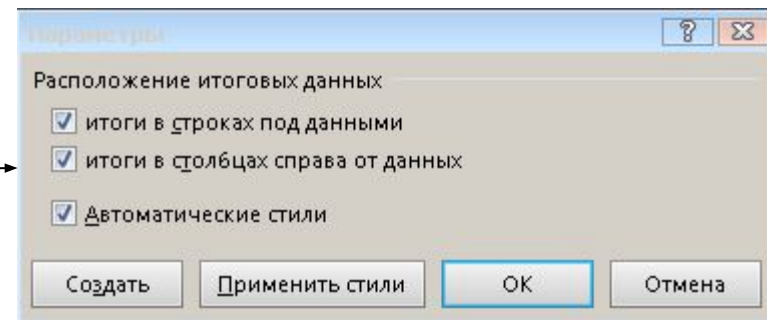 Параметры
Расположение итоговых данных
итоги в строках под данными
итоги в столбцах справа от данных
Автоматические стили
Создать Применить стили ОК Отмена